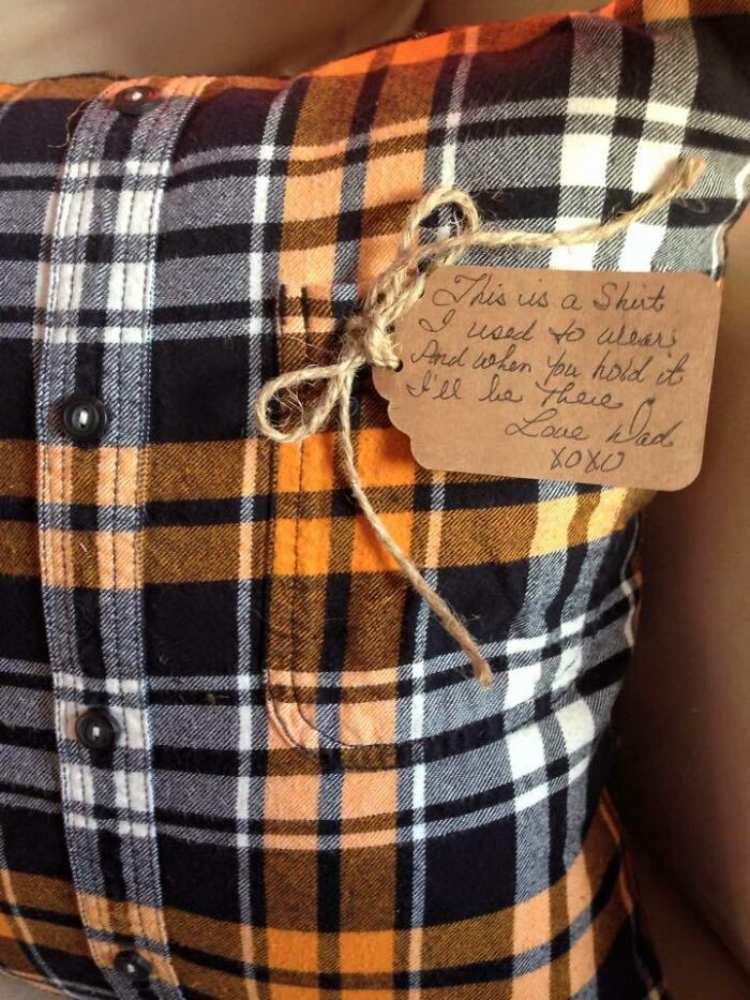 This is a Shirt
I used to wear,
And when you hold it
I'll be there
Love Dad
XOXO